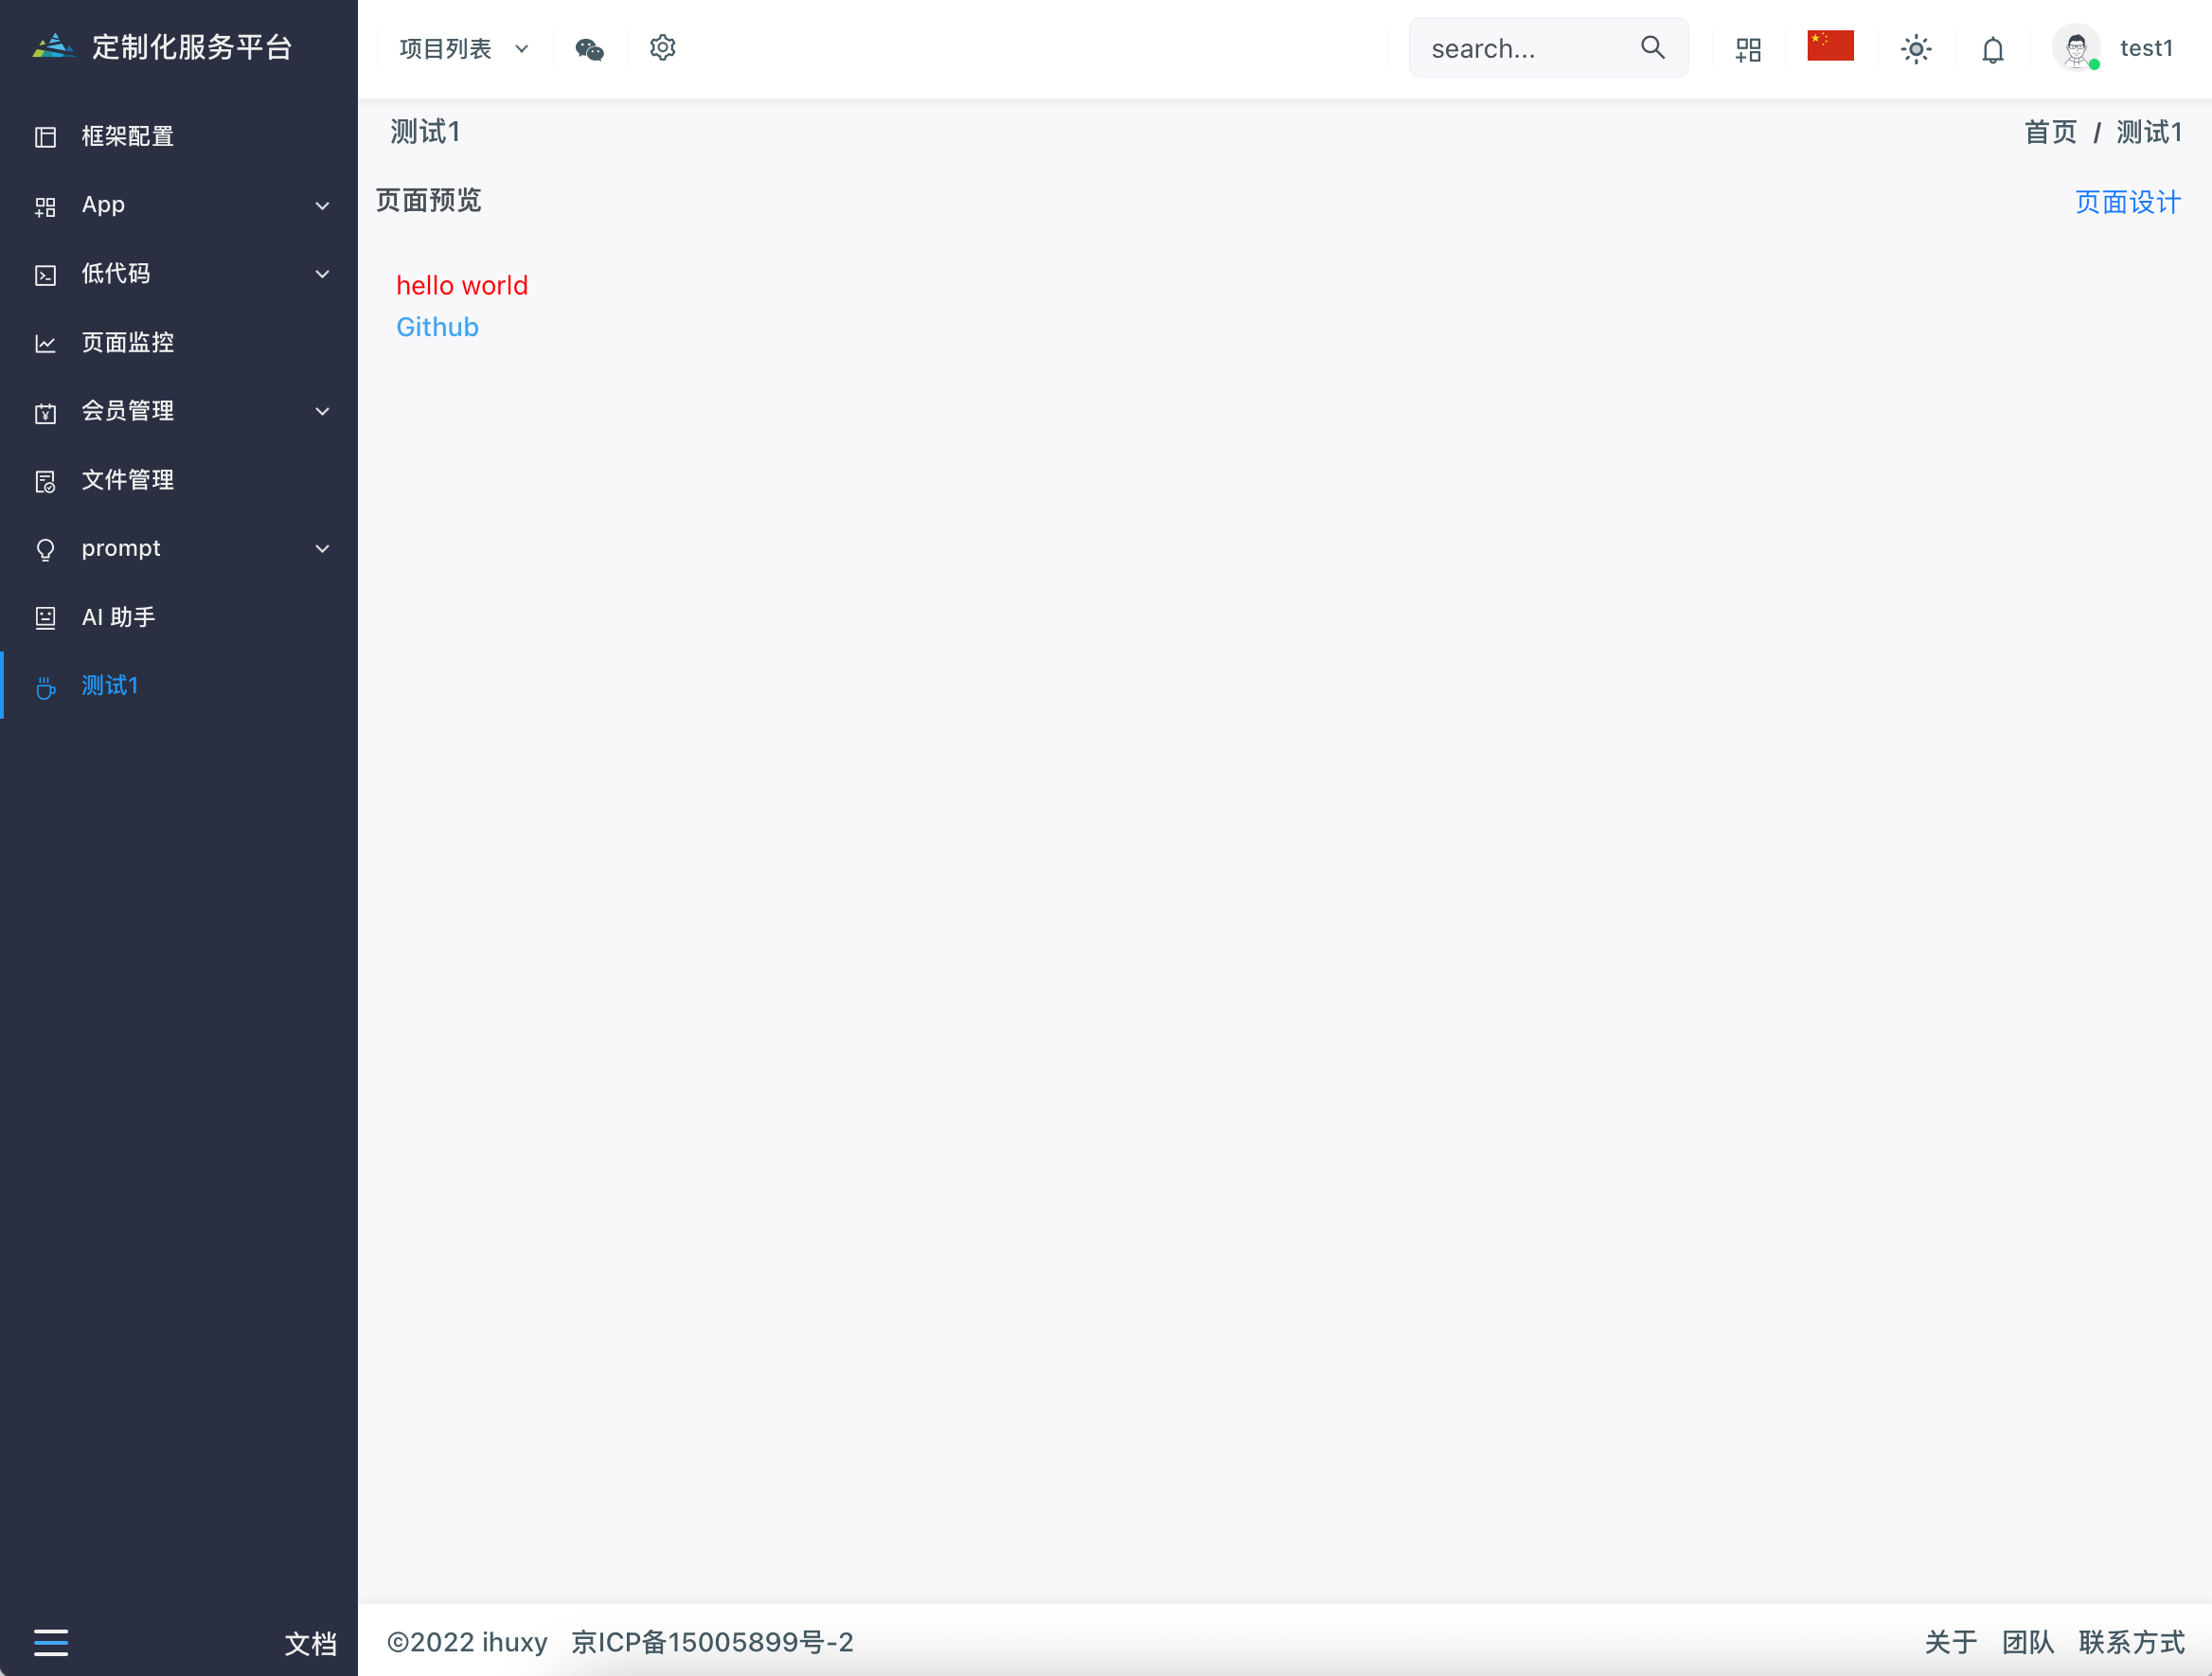 定制化服务平台
项目列表
search...
test1
框架配置
App
低代码
页面监控
会员管理
文件管理
prompt
AI 助手
测试1
文档
测试1
首页 / 测试1
页面预览
页面设计
hello world
Github
©2022 ihuxy 京ICP备15005899号-2
关于 团队 联系方式